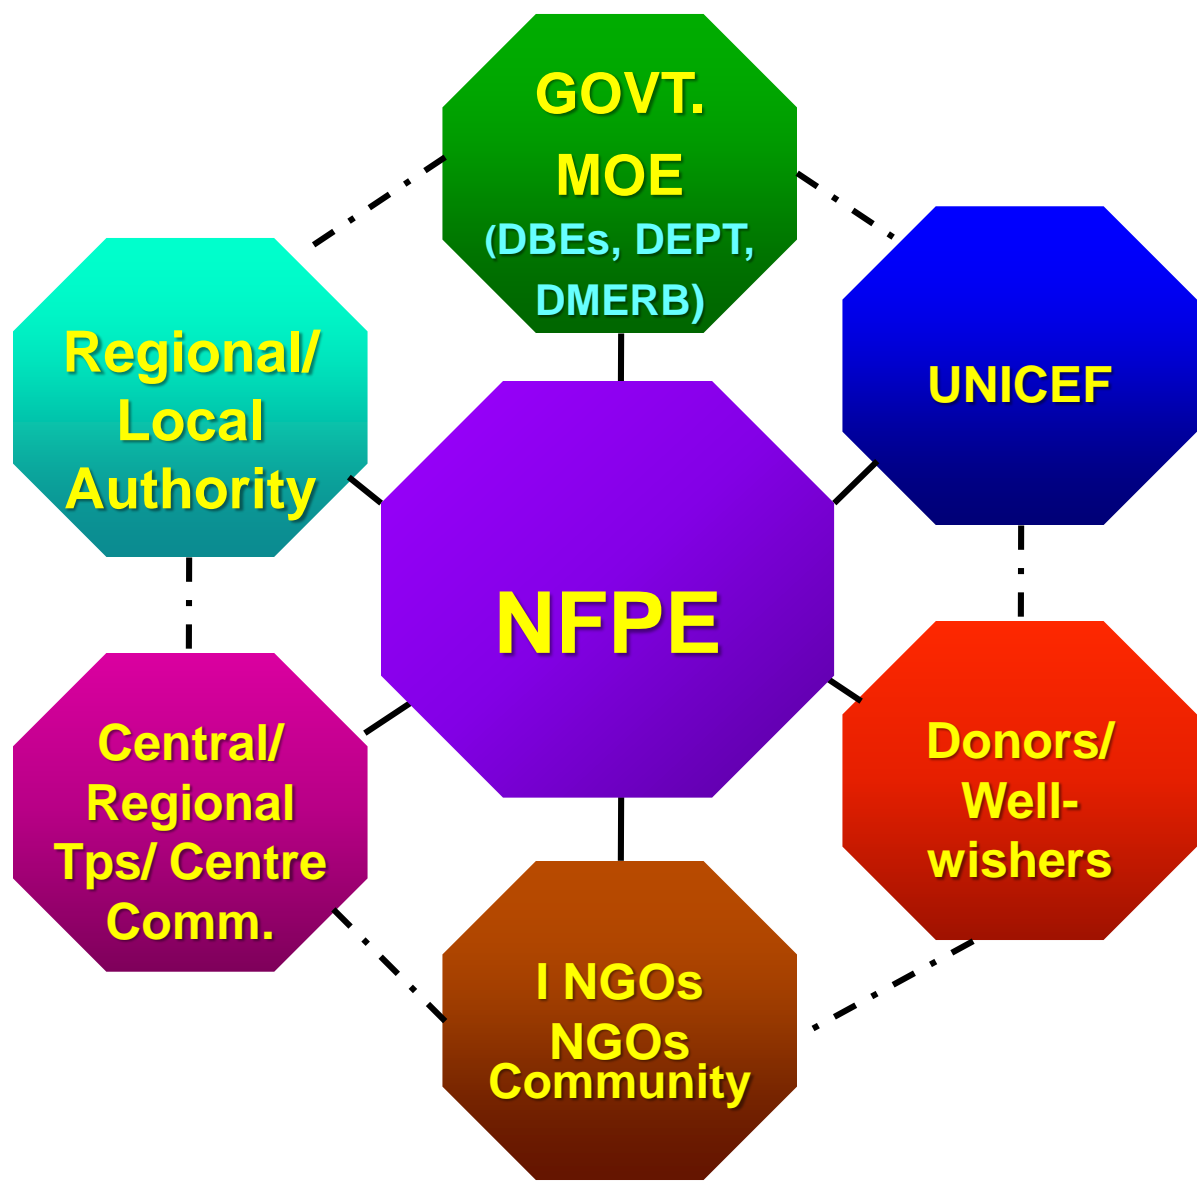 GOVT.
MOE
(DBEs, DEPT,
DMERB)
Regional/
Local
Authority
UNICEF
NFPE
Central/
Regional
Tps/ Centre
Comm.
Donors/
Well-
wishers
I NGOs
NGOs
Community